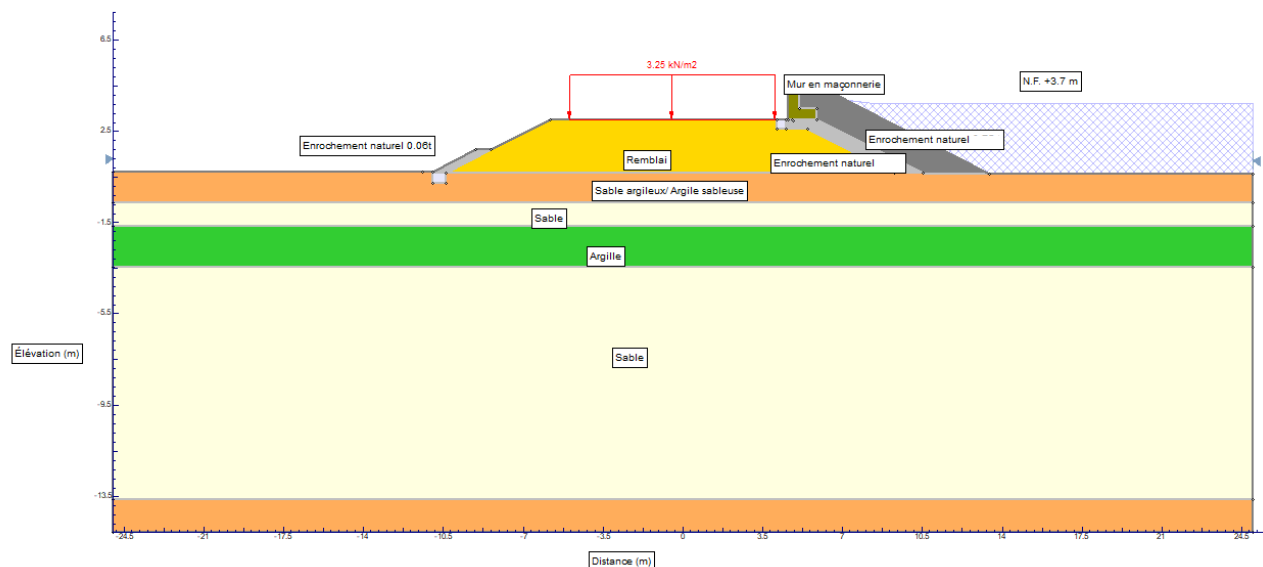 6.5
3.25 kN/m2
Mur en maçonnerie
N.F. +3.7 m
2.5
Enrochement naturel 0.06t
Enrochement naturel
Remblai
Enrochement naturel
Sable argileux/ Argile sableuse
-1.5
Sable
Argille
-5.5
Élévation (m)
Sable
-9.5
-13.5
-24.5 -21 -17.5 -14 -10.5 -7 -3.5 0 3.5 7 10.5 14 17.5 21 24.5
Distance (m)